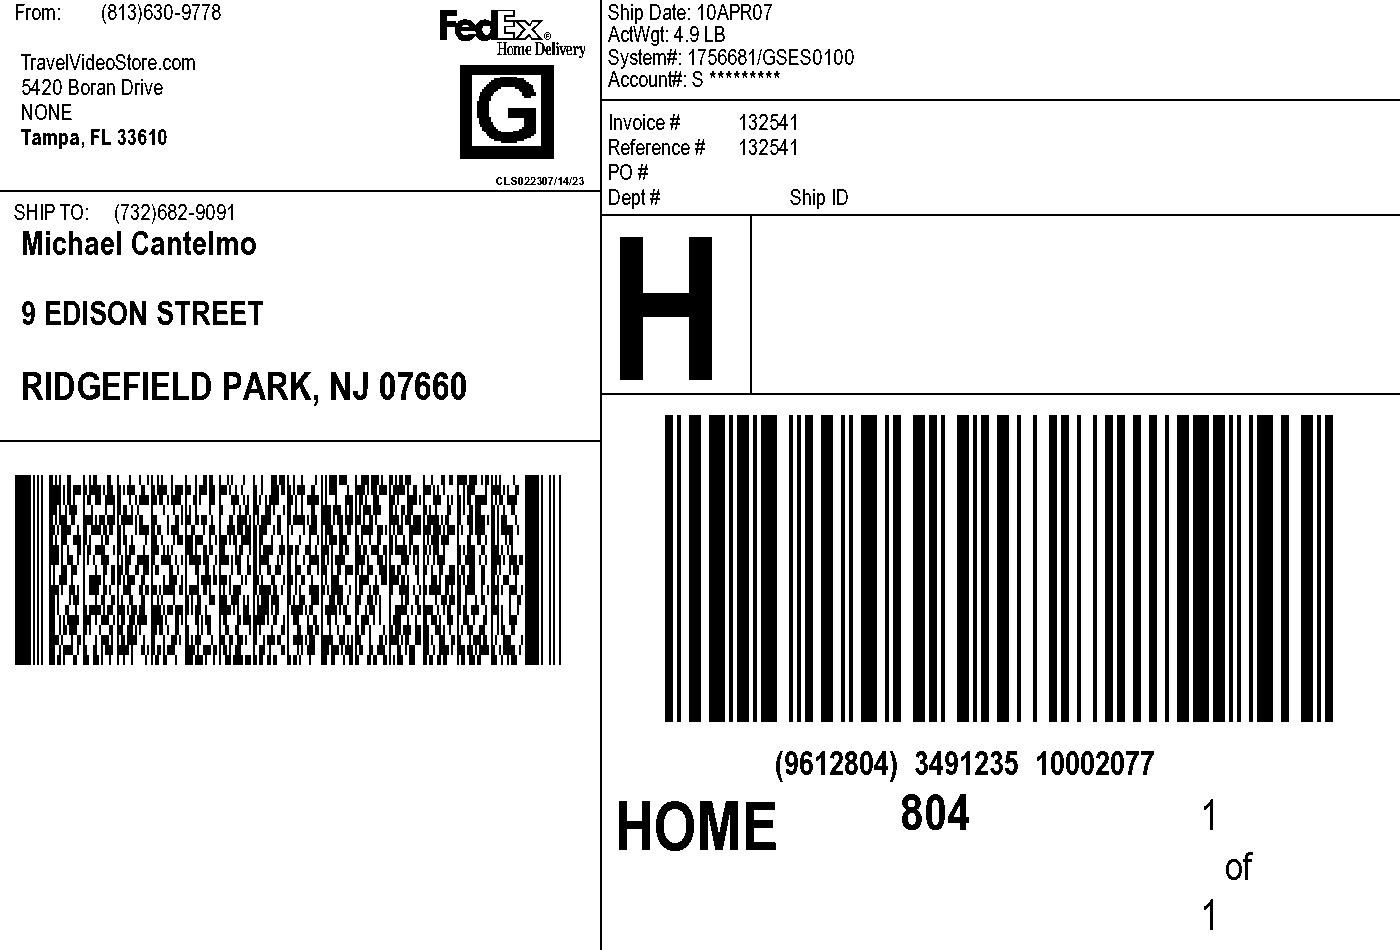 From: (813)630-9778
TravelVideoStore.com
5420 Boran Drive
NONE
Tampa, FL 33610
FedEx®
Home Delivery
G
CLS022307/14/23
Ship Date: 10APR07
ActWgt: 4.9 LB
System#: 1756681/GSES0100
Account#: S *********
Invoice # 132541
Reference # 132541
PO #
Dept # Ship ID
SHIP TO: (732)682-9091
Michael Cantelmo
9 EDISON STREET
RIDGEFIELD PARK, NJ 07660
H
(9612804) 3491235 10002077
HOME 804 1
of
1